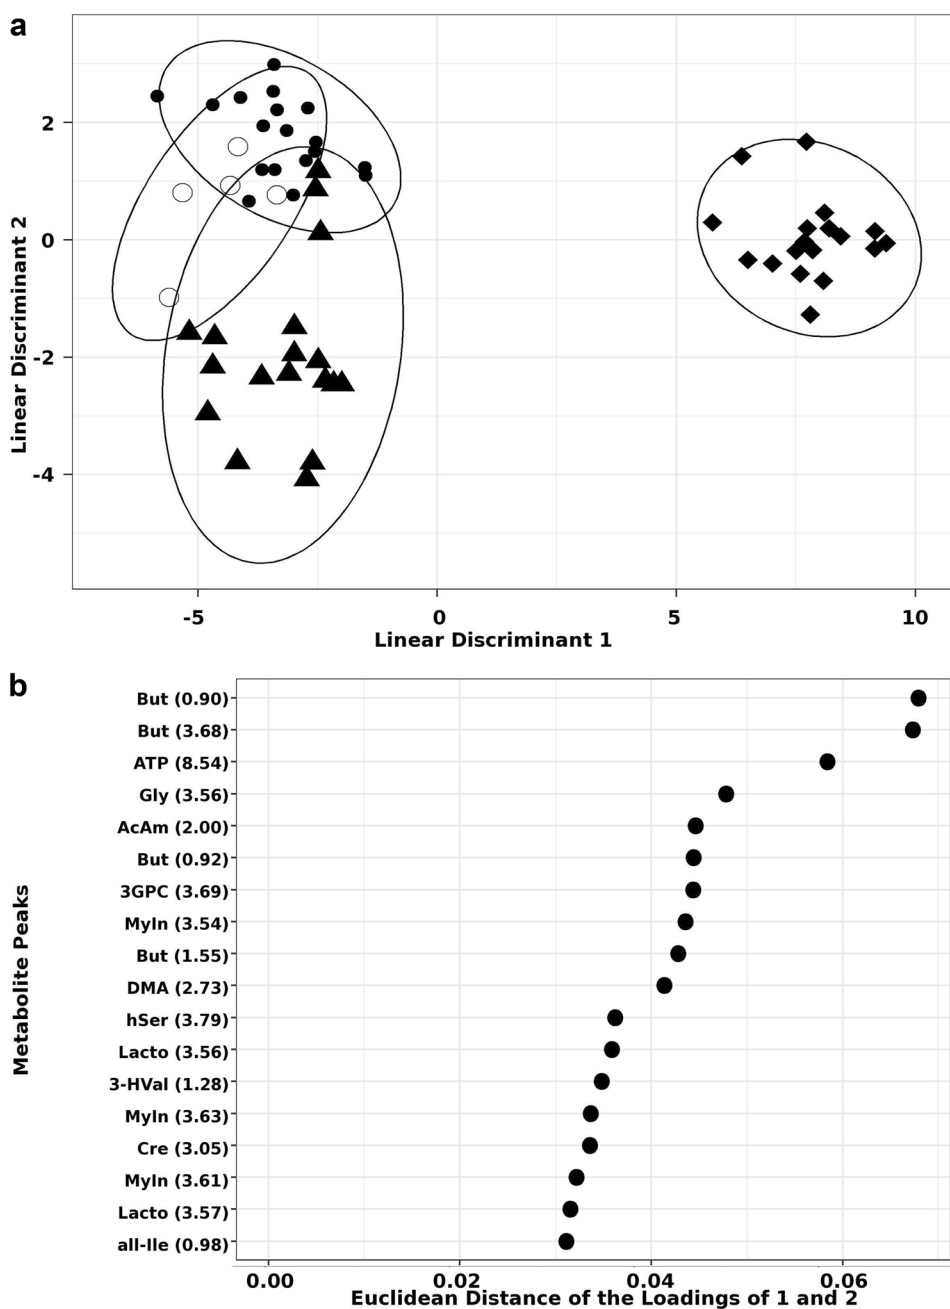 a
2
0
-2
-4
Linear Discriminant 2
-5 0 5 10
Linear Discriminant 1
b
But (0.90)
But (3.68)
ATP (8.54)
Gly (3.56)
AcAm (2.00)
But (0.92)
3GPC (3.69)
MyIn (3.54)
But (1.55)
DMA (2.73)
hSer (3.79)
Lacto (3.56)
3-HVal (1.28)
MyIn (3.63)
Cre (3.05)
MyIn (3.61)
Lacto (3.57)
all-Ile (0.98)
Metabolite Peaks
0.00 0.02 0.04 0.06
Euclidean Distance of the Loadings of 1 and 2